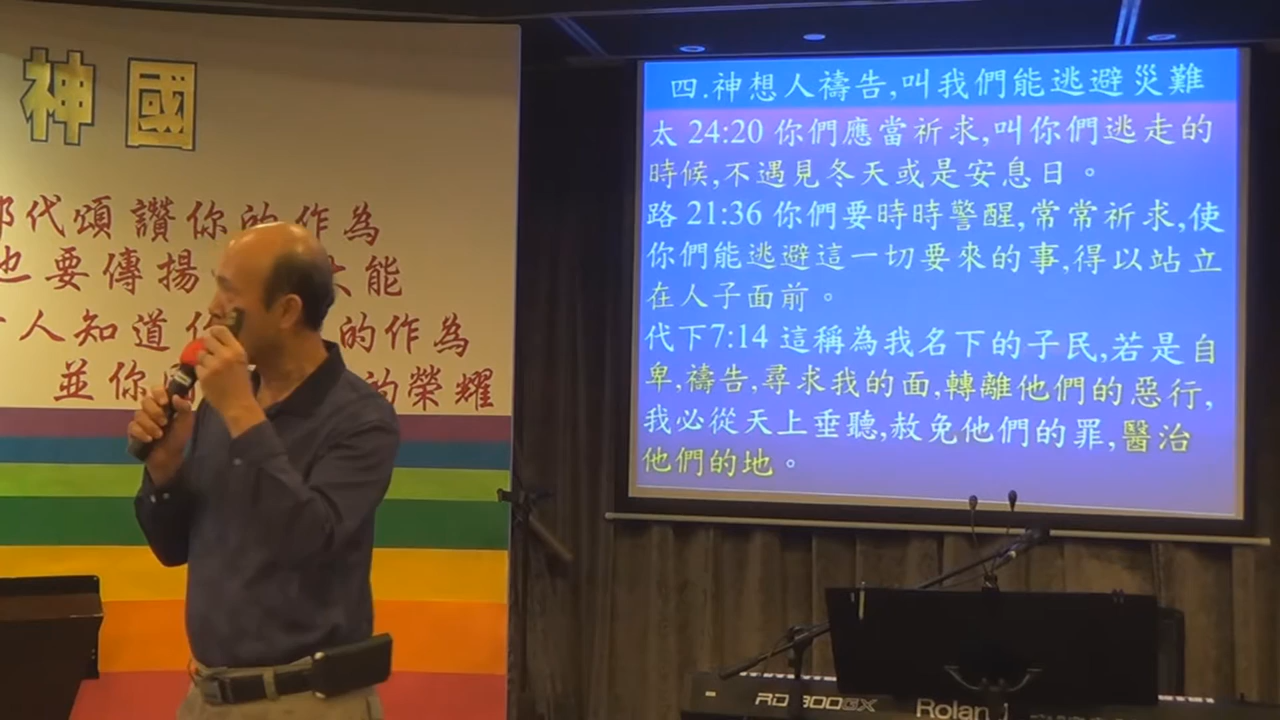 神國
代頌讚你的作為
也要傳揚 大能
人知道 的作為
並你 的榮耀
四.神想人禱告,叫我們能逃避災難
太 24:20 你們應當祈求,叫你們逃走的
時候,不遇見冬天或是安息日。
路 21:36 你們要時時警醒,常常祈求,使
你們能逃避這一切要來的事,得以站立
在人子面前。
代下7:14 這稱為我名下的子民,若是自
卑,禱告,尋求我的面,轉離他們的惡行,
我必從天上垂聽,赦免他們的罪,醫治
他們的地。
RD 300GX
Roland